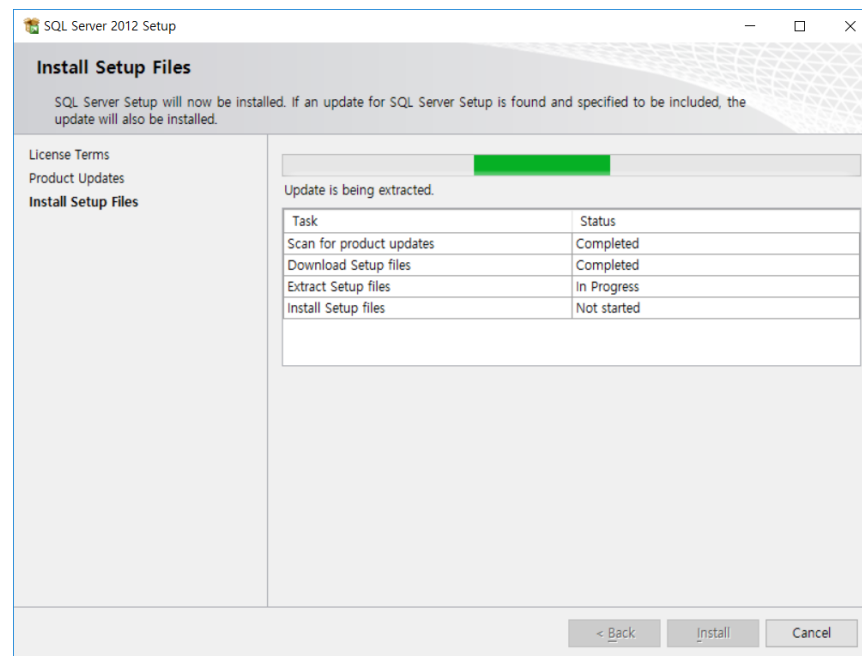 SQL Server 2012 Setup
Install Setup Files
SQL Server Setup will now be installed. If an update for SQL Server Setup is found and specified to be included, the
update will also be installed.
License Terms
Product Updates
Install Setup Files
Update is being extracted.
Task Status
Scan for product updates Completed
Download Setup files Completed
Extract Setup files In Progress
Install Setup files Not started
< Back Install Cancel